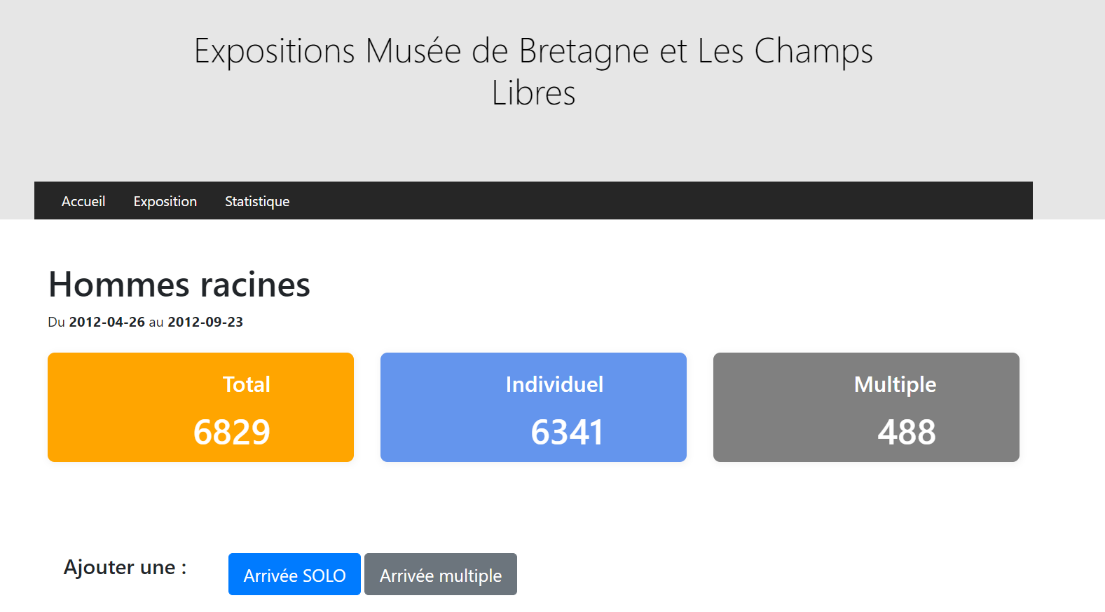 Expositions Musée de Bretagne et Les Champs
Libres
Accueil Exposition Statistique
Hommes racines
Du 2012-04-26 au 2012-09-23
Total Individuel Multiple
6829 6341 488
Ajouter une : Arrivée SOLO Arrivée multiple